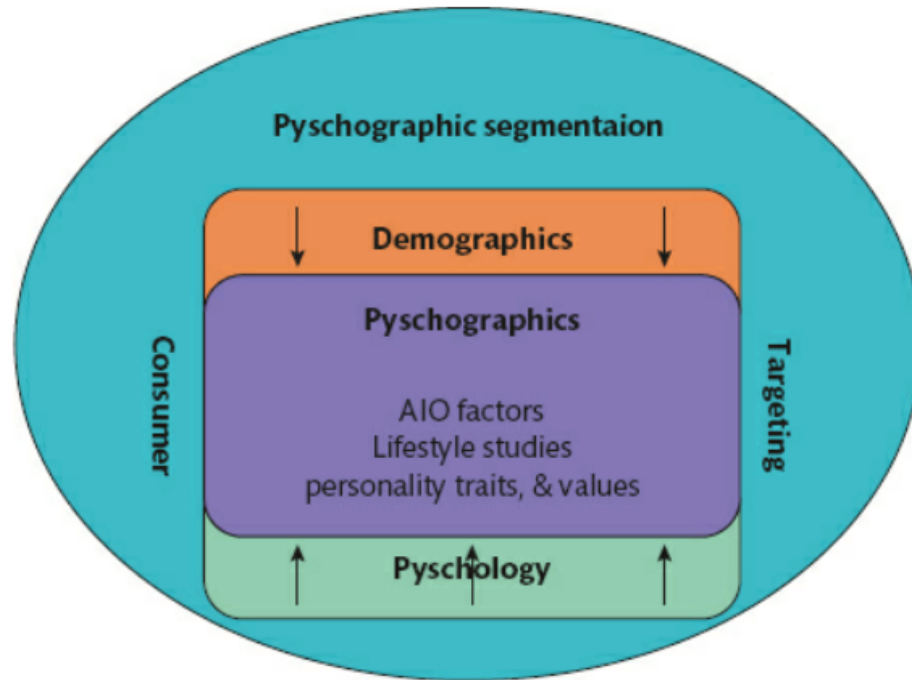 Pyschographic segmentaion
Demographics
Pyschographics
Consumer
Targeting
AIO factors
Lifestyle studies
personality traits, & values
Pyschology